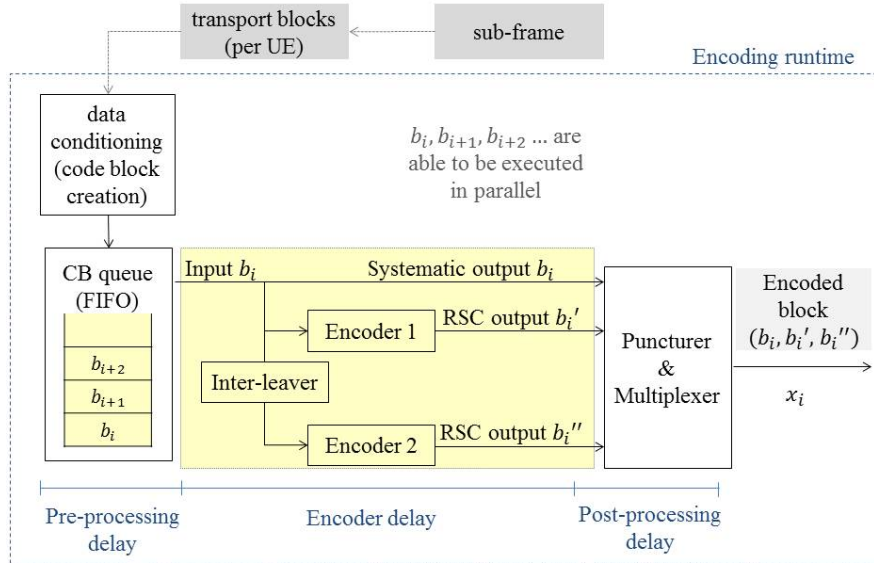 transport blocks
(per UE)
sub-frame
Encoding runtime
data
conditioning
(code block
creation)
b_i, b_{i+1}, b_{i+2} ... are
able to be executed
in parallel
CB queue
(FIFO)
b_{i+2}
b_{i+1}
b_i
Input b_i
Systematic output b_i
Encoder 1
RSC output b_i'
Inter-leaver
Encoder 2
RSC output b_i''
Puncturer
&
Multiplexer
Encoded
block
(b_i, b_i', b_i'')
x_i
Pre-processing
delay
Encoder delay
Post-processing
delay